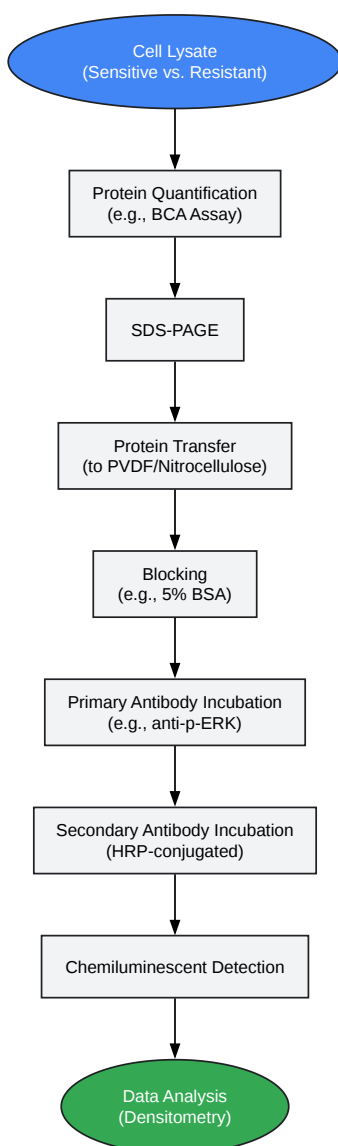 Cell Lysate
(Sensitive vs. Resistant)
Protein Quantification
(e.g., BCA Assay)
SDS-PAGE
Protein Transfer
(to PVDF/Nitrocellulose)
Blocking
(e.g., 5% BSA)
Primary Antibody Incubation
(e.g., anti-p-ERK)
Secondary Antibody Incubation
(HRP-conjugated)
Chemiluminescent Detection
Data Analysis
(Densitometry)